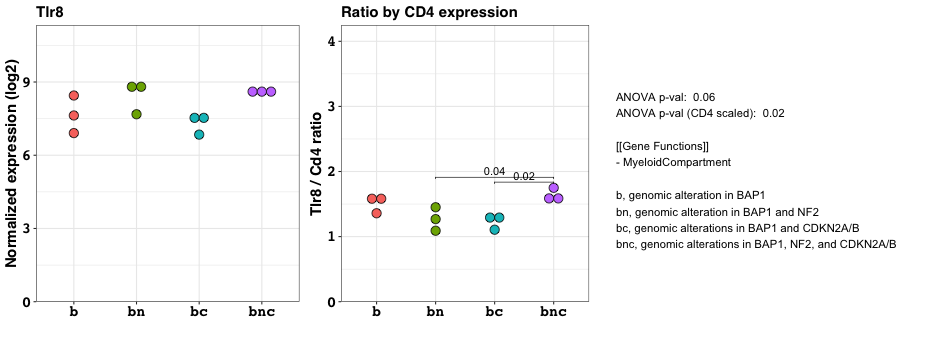 Tlr8
Normalized expression (log2)
9
6
3
0
b bn bc bnc
Ratio by CD4 expression
Tlr8 / Cd4 ratio
4
3
2
1
0
0.04
0.02
b bn bc bnc
ANOVA p-val: 0.06
ANOVA p-val (CD4 scaled): 0.02
[[Gene Functions]]
- MyeloidCompartment
b, genomic alteration in BAP1
bn, genomic alteration in BAP1 and NF2
bc, genomic alterations in BAP1 and CDKN2A/B
bnc, genomic alterations in BAP1, NF2, and CDKN2A/B